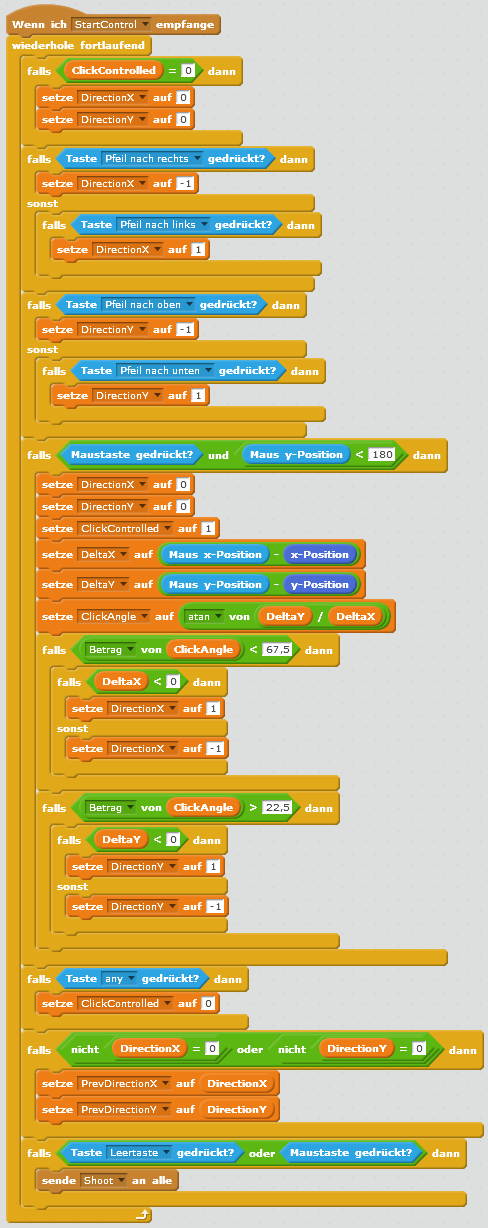 Wenn ich StartControl empfange
wiederhole fortlaufend
falls ClickControlled = 0 dann
setze DirectionX auf 0
setze DirectionY auf 0
falls Taste Pfeil nach rechts gedrückt? dann
setze DirectionX auf -1
sonst
falls Taste Pfeil nach links gedrückt? dann
setze DirectionX auf 1
falls Taste Pfeil nach oben gedrückt? dann
setze DirectionY auf -1
sonst
falls Taste Pfeil nach unten gedrückt? dann
setze DirectionY auf 1
falls Maustaste gedrückt? und Maus y-Position < 180 dann
setze DirectionX auf 0
setze DirectionY auf 0
setze ClickControlled auf 1
setze DeltaX auf Maus x-Position - x-Position
setze DeltaY auf Maus y-Position - y-Position
setze ClickAngle auf atan von DeltaY / DeltaX
falls Betrag von ClickAngle < 67,5 dann
falls DeltaX < 0 dann
setze DirectionX auf 1
sonst
setze DirectionX auf -1
falls Betrag von ClickAngle > 22,5 dann
falls DeltaY < 0 dann
setze DirectionY auf 1
sonst
setze DirectionY auf -1
falls Taste any gedrückt? dann
setze ClickControlled auf 0
falls nicht DirectionX = 0 oder nicht DirectionY = 0 dann
setze PrevDirectionX auf DirectionX
setze PrevDirectionY auf DirectionY
falls Taste Leertaste gedrückt? oder Maustaste gedrückt? dann
sende Shoot an alle